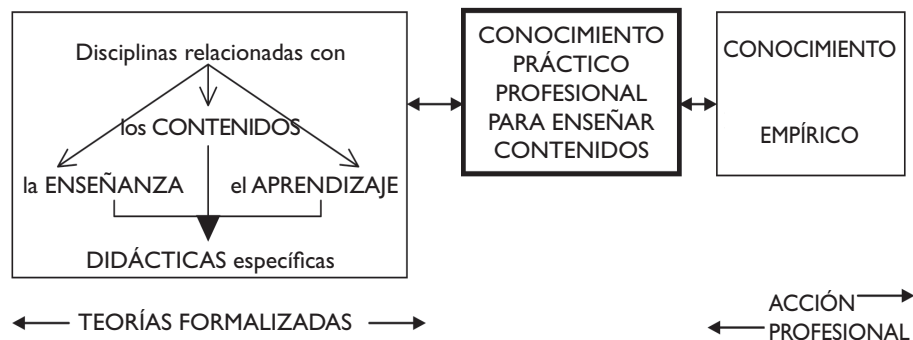 Disciplinas relacionadas con
los CONTENIDOS
la ENSEÑANZA
el APRENDIZAJE
DIDÁCTICAS específicas
CONOCIMIENTO
PRÁCTICO
PROFESIONAL
PARA ENSEÑAR
CONTENIDOS
CONOCIMIENTO
EMPÍRICO
TEORÍAS FORMALIZADAS
ACCIÓN
PROFESIONAL